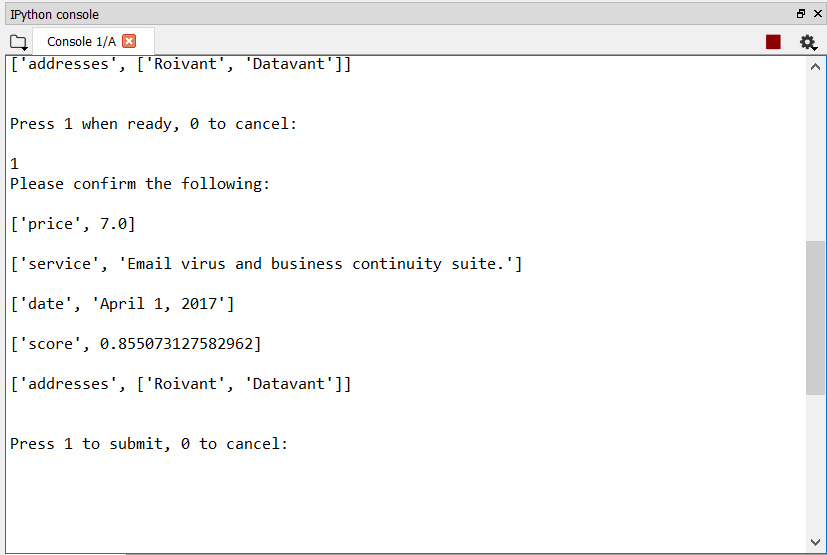 IPython console
Console 1/A
['addresses', ['Roivant', 'Datavant']]
Press 1 when ready, 0 to cancel:
1
Please confirm the following:
['price', 7.0]
['service', 'Email virus and business continuity suite.']
['date', 'April 1, 2017']
['score', 0.855073127582962]
['addresses', ['Roivant', 'Datavant']]
Press 1 to submit, 0 to cancel: